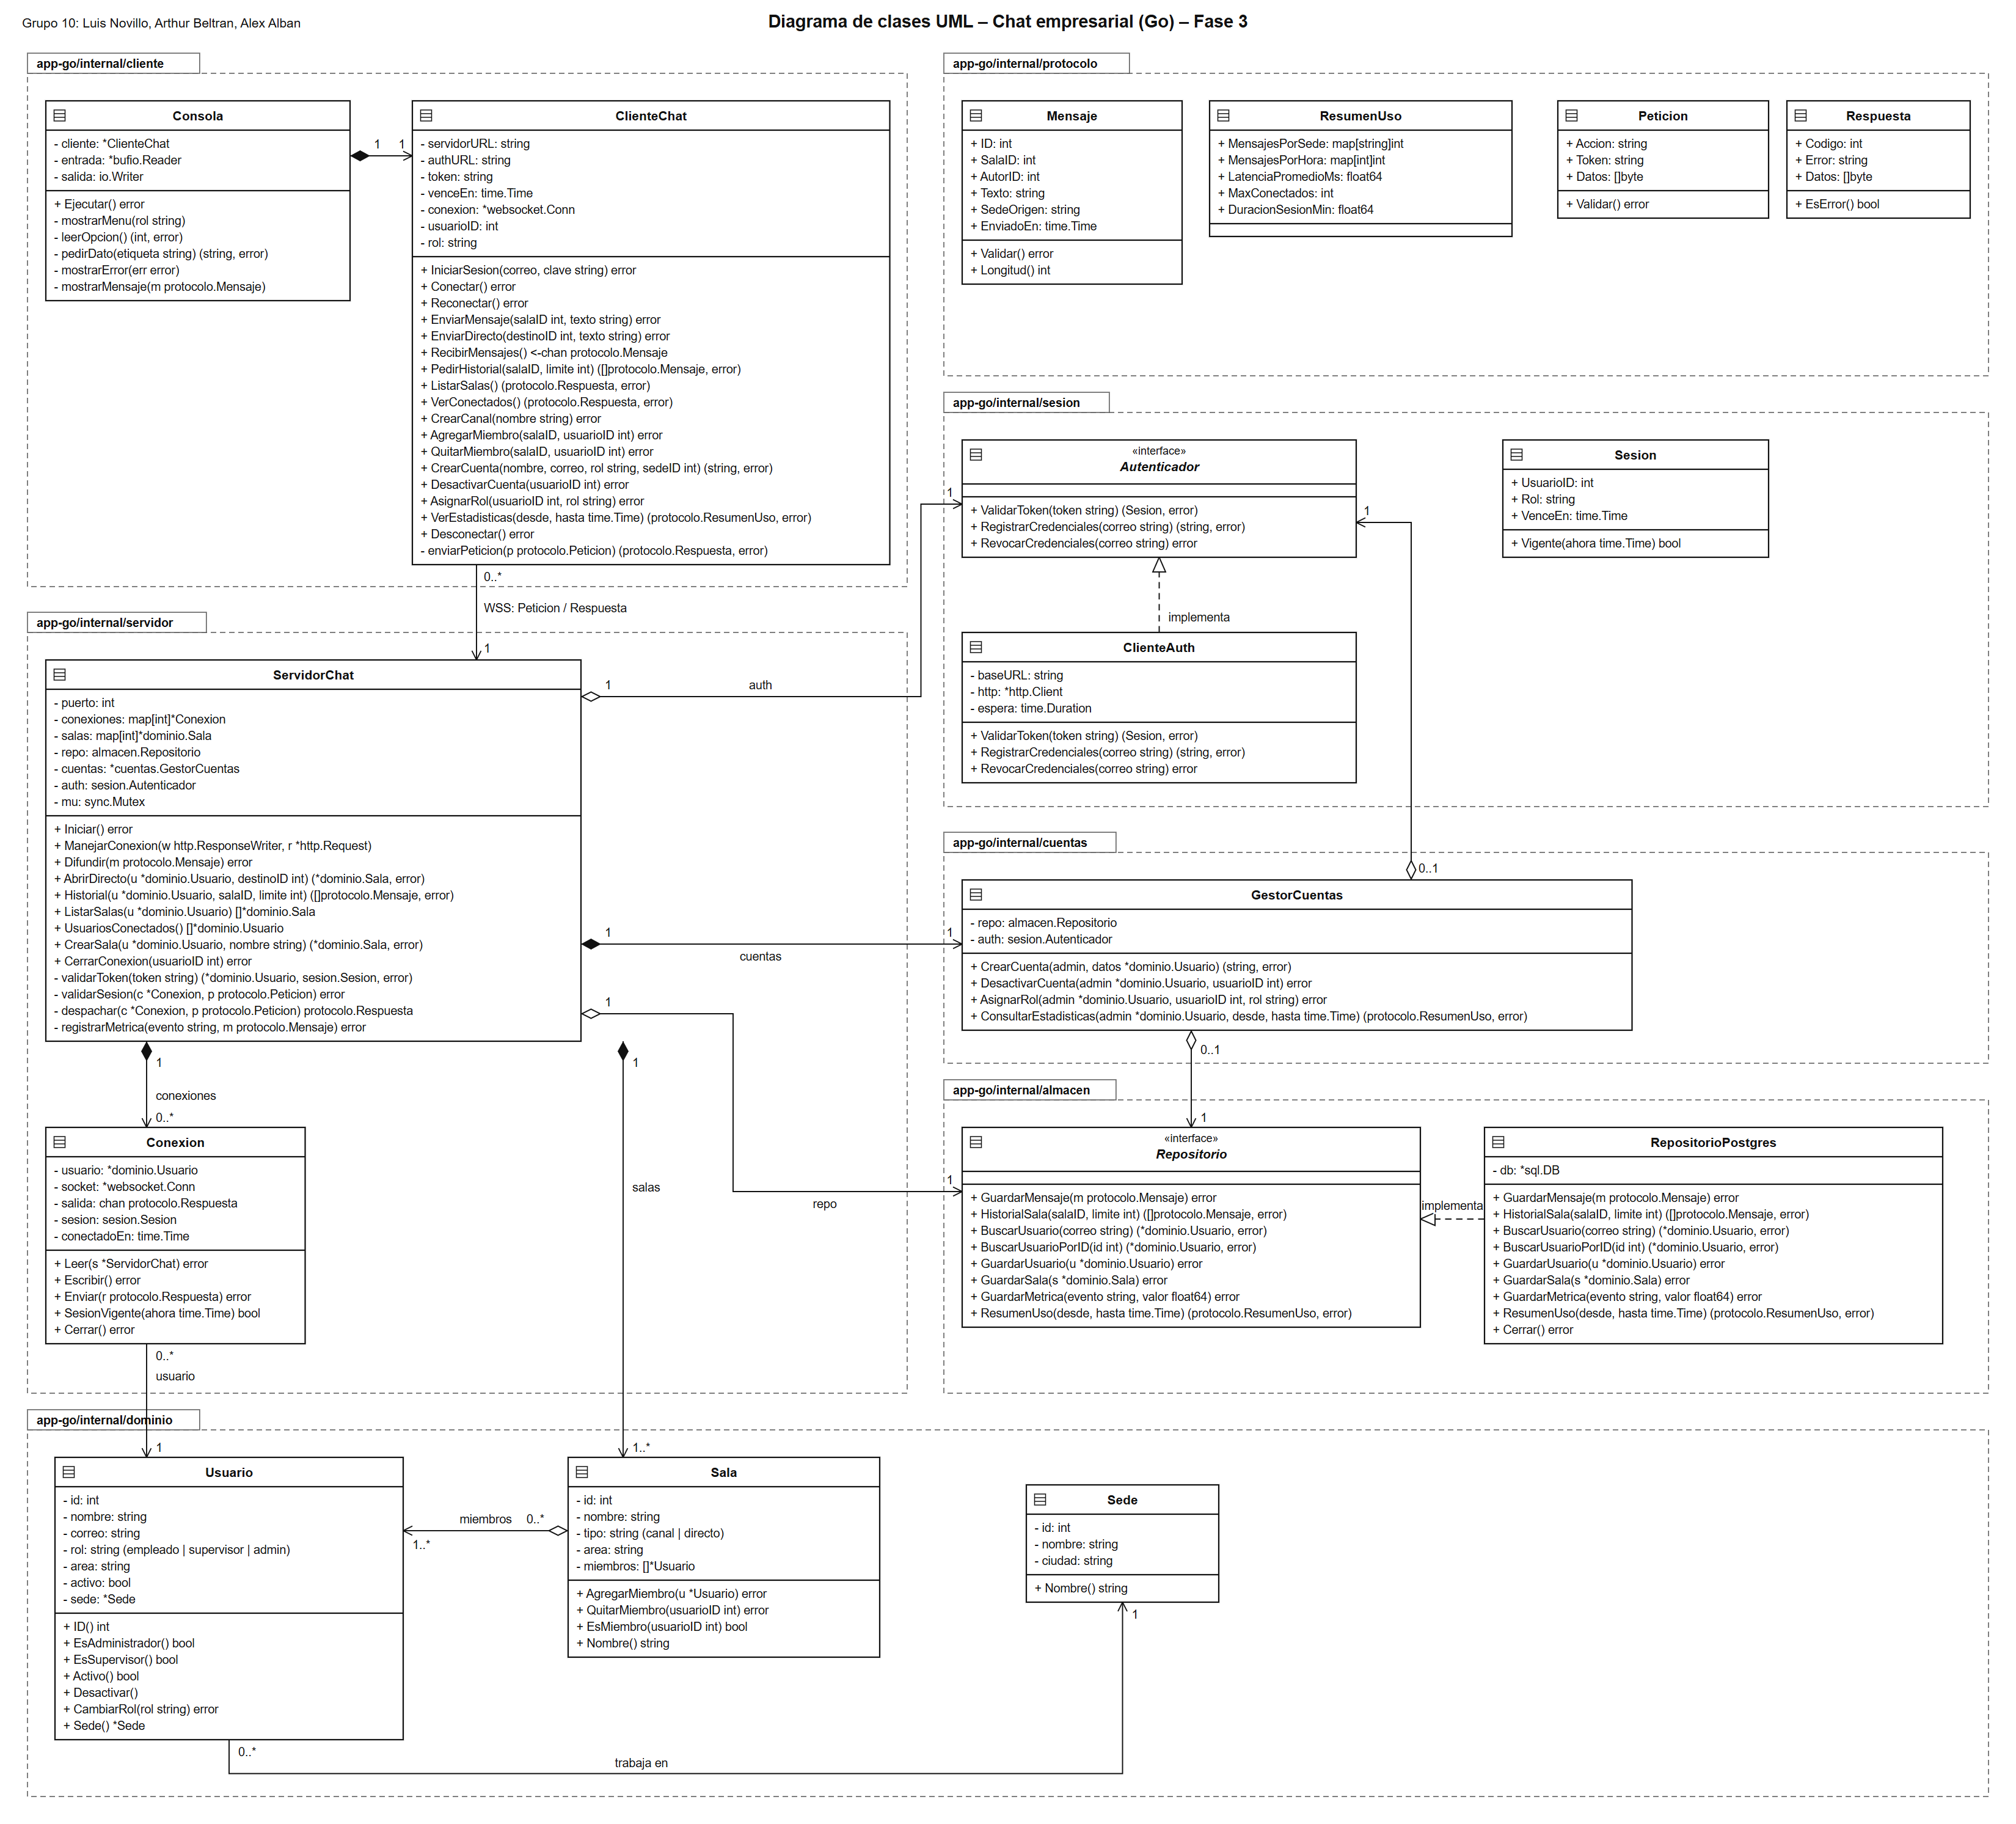 Grupo 10: Luis Novillo, Arthur Beltran, Alex Alban
Diagrama de clases UML – Chat empresarial (Go) – Fase 3
app-go/internal/cliente
Consola
- cliente: *ClienteChat
- entrada: *bufio.Reader
- salida: io.Writer
+ Ejecutar() error
- mostrarMenu(rol string)
- leerOpcion() (int, error)
- pedirDato(etiqueta string) (string, error)
- mostrarError(err error)
- mostrarMensaje(m protocolo.Mensaje)
1
1
ClienteChat
- servidorURL: string
- authURL: string
- token: string
- venceEn: time.Time
- conexion: *websocket.Conn
- usuarioID: int
- rol: string
+ IniciarSesion(correo, clave string) error
+ Conectar() error
+ Reconectar() error
+ EnviarMensaje(salaID int, texto string) error
+ EnviarDirecto(destinoID int, texto string) error
+ RecibirMensajes() <-chan protocolo.Mensaje
+ PedirHistorial(salaID, limite int) ([]protocolo.Mensaje, error)
+ ListarSalas() (protocolo.Respuesta, error)
+ VerConectados() (protocolo.Respuesta, error)
+ CrearCanal(nombre string) error
+ AgregarMiembro(salaID, usuarioID int) error
+ QuitarMiembro(salaID, usuarioID int) error
+ CrearCuenta(nombre, correo, rol string, sedeID int) (string, error)
+ DesactivarCuenta(usuarioID int) error
+ AsignarRol(usuarioID int, rol string) error
+ VerEstadisticas(desde, hasta time.Time) (protocolo.ResumenUso, error)
+ Desconectar() error
- enviarPeticion(p protocolo.Peticion) (protocolo.Respuesta, error)
0..*
WSS: Peticion / Respuesta
1
app-go/internal/protocolo
Mensaje
+ ID: int
+ SalaID: int
+ AutorID: int
+ Texto: string
+ SedeOrigen: string
+ EnviadoEn: time.Time
+ Validar() error
+ Longitud() int
ResumenUso
+ MensajesPorSede: map[string]int
+ MensajesPorHora: map[int]int
+ LatenciaPromedioMs: float64
+ MaxConectados: int
+ DuracionSesionMin: float64
Peticion
+ Accion: string
+ Token: string
+ Datos: []byte
+ Validar() error
Respuesta
+ Codigo: int
+ Error: string
+ Datos: []byte
+ EsError() bool
app-go/internal/sesion
«interface»
Autenticador
+ ValidarToken(token string) (Sesion, error)
+ RegistrarCredenciales(correo string) (string, error)
+ RevocarCredenciales(correo string) error
1
1
Sesion
+ UsuarioID: int
+ Rol: string
+ VenceEn: time.Time
+ Vigente(ahora time.Time) bool
implementa
ClienteAuth
- baseURL: string
- http: *http.Client
- espera: time.Duration
+ ValidarToken(token string) (Sesion, error)
+ RegistrarCredenciales(correo string) (string, error)
+ RevocarCredenciales(correo string) error
app-go/internal/servidor
ServidorChat
- puerto: int
- conexiones: map[int]*Conexion
- salas: map[int]*dominio.Sala
- repo: almacen.Repositorio
- cuentas: *cuentas.GestorCuentas
- auth: sesion.Autenticador
- mu: sync.Mutex
+ Iniciar() error
+ ManejarConexion(w http.ResponseWriter, r *http.Request)
+ Difundir(m protocolo.Mensaje) error
+ AbrirDirecto(u *dominio.Usuario, destinoID int) (*dominio.Sala, error)
+ Historial(u *dominio.Usuario, salaID, limite int) ([]protocolo.Mensaje, error)
+ ListarSalas(u *dominio.Usuario) []*dominio.Sala
+ UsuariosConectados() []*dominio.Usuario
+ CrearSala(u *dominio.Usuario, nombre string) (*dominio.Sala, error)
+ CerrarConexion(usuarioID int) error
- validarToken(token string) (*dominio.Usuario, sesion.Sesion, error)
- validarSesion(c *Conexion, p protocolo.Peticion) error
- despachar(c *Conexion, p protocolo.Peticion) protocolo.Respuesta
- registrarMetrica(evento string, m protocolo.Mensaje) error
1
auth
1
cuentas
1
1
repo
1
1
conexiones
0..*
1
salas
1..*
Conexion
- usuario: *dominio.Usuario
- socket: *websocket.Conn
- salida: chan protocolo.Respuesta
- sesion: sesion.Sesion
- conectadoEn: time.Time
+ Leer(s *ServidorChat) error
+ Escribir() error
+ Enviar(r protocolo.Respuesta) error
+ SesionVigente(ahora time.Time) bool
+ Cerrar() error
0..*
usuario
1
app-go/internal/cuentas
0..1
GestorCuentas
- repo: almacen.Repositorio
- auth: sesion.Autenticador
+ CrearCuenta(admin, datos *dominio.Usuario) (string, error)
+ DesactivarCuenta(admin *dominio.Usuario, usuarioID int) error
+ AsignarRol(admin *dominio.Usuario, usuarioID int, rol string) error
+ ConsultarEstadisticas(admin *dominio.Usuario, desde, hasta time.Time) (protocolo.ResumenUso, error)
0..1
app-go/internal/almacen
1
«interface»
Repositorio
+ GuardarMensaje(m protocolo.Mensaje) error
+ HistorialSala(salaID, limite int) ([]protocolo.Mensaje, error)
+ BuscarUsuario(correo string) (*dominio.Usuario, error)
+ BuscarUsuarioPorID(id int) (*dominio.Usuario, error)
+ GuardarUsuario(u *dominio.Usuario) error
+ GuardarSala(s *dominio.Sala) error
+ GuardarMetrica(evento string, valor float64) error
+ ResumenUso(desde, hasta time.Time) (protocolo.ResumenUso, error)
implementa
RepositorioPostgres
- db: *sql.DB
+ GuardarMensaje(m protocolo.Mensaje) error
+ HistorialSala(salaID, limite int) ([]protocolo.Mensaje, error)
+ BuscarUsuario(correo string) (*dominio.Usuario, error)
+ BuscarUsuarioPorID(id int) (*dominio.Usuario, error)
+ GuardarUsuario(u *dominio.Usuario) error
+ GuardarSala(s *dominio.Sala) error
+ GuardarMetrica(evento string, valor float64) error
+ ResumenUso(desde, hasta time.Time) (protocolo.ResumenUso, error)
+ Cerrar() error
app-go/internal/dominio
Usuario
- id: int
- nombre: string
- correo: string
- rol: string (empleado | supervisor | admin)
- area: string
- activo: bool
- sede: *Sede
+ ID() int
+ EsAdministrador() bool
+ EsSupervisor() bool
+ Activo() bool
+ Desactivar()
+ CambiarRol(rol string) error
+ Sede() *Sede
miembros
0..*
1..*
Sala
- id: int
- nombre: string
- tipo: string (canal | directo)
- area: string
- miembros: []*Usuario
+ AgregarMiembro(u *Usuario) error
+ QuitarMiembro(usuarioID int) error
+ EsMiembro(usuarioID int) bool
+ Nombre() string
Sede
- id: int
- nombre: string
- ciudad: string
+ Nombre() string
1
0..*
trabaja en